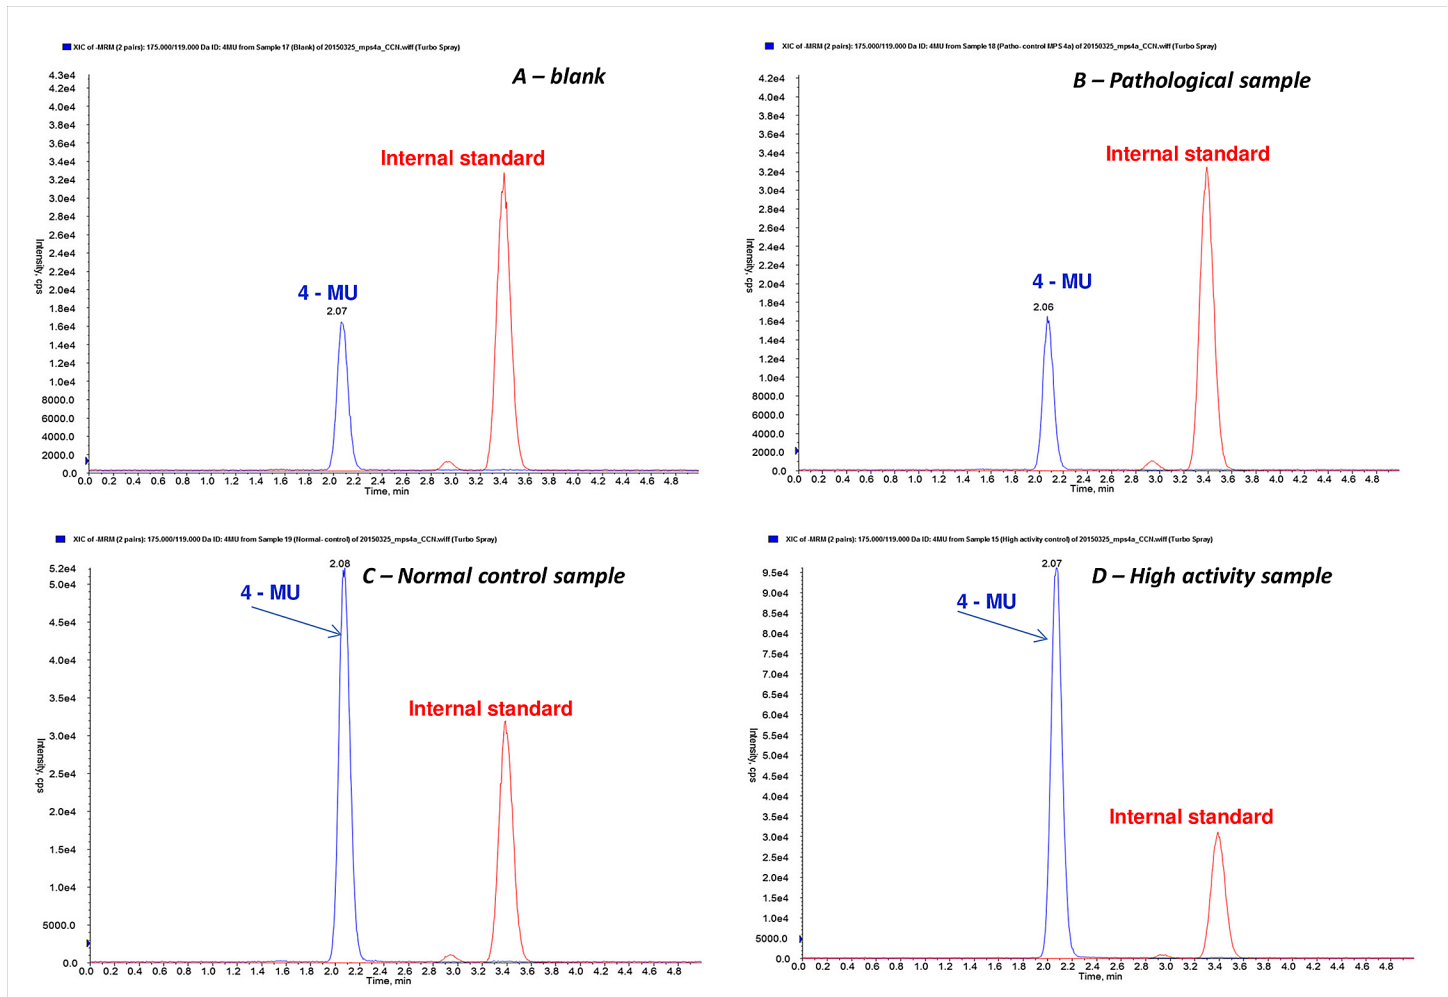 XIC of -MRM (2 pairs): 175.000/119.000 Da ID: 4MU from Sample 17 (Blank) of 20150325_mps4a_CCN.wiff (Turbo Spray)
A – blank
4.3e4
4.2e4
4.0e4
3.8e4
3.6e4
3.4e4
3.2e4
3.0e4
2.8e4
2.6e4
2.4e4
2.2e4
2.0e4
1.8e4
1.6e4
1.4e4
1.2e4
1.0e4
8000.0
6000.0
4000.0
2000.0
0.0
Intensity, cps
Internal standard
4 - MU
2.07
0.0 0.2 0.4 0.6 0.8 1.0 1.2 1.4 1.6 1.8 2.0 2.2 2.4 2.6 2.8 3.0 3.2 3.4 3.6 3.8 4.0 4.2 4.4 4.6 4.8
Time, min
XIC of -MRM (2 pairs): 175.000/119.000 Da ID: 4MU from Sample 18 (Patho- control MPS 4a) of 20150325_mps4a_CCN.wiff (Turbo Spray)
B – Pathological sample
4.2e4
4.0e4
3.8e4
3.6e4
3.4e4
3.2e4
3.0e4
2.8e4
2.6e4
2.4e4
2.2e4
2.0e4
1.8e4
1.6e4
1.4e4
1.2e4
1.0e4
8000.0
6000.0
4000.0
2000.0
0.0
Intensity, cps
Internal standard
4 - MU
2.06
0.0 0.2 0.4 0.6 0.8 1.0 1.2 1.4 1.6 1.8 2.0 2.2 2.4 2.6 2.8 3.0 3.2 3.4 3.6 3.8 4.0 4.2 4.4 4.6 4.8
Time, min
XIC of -MRM (2 pairs): 175.000/119.000 Da ID: 4MU from Sample 19 (Normal- control) of 20150325_mps4a_CCN.wiff (Turbo Spray)
C – Normal control sample
5.2e4
5.0e4
4.5e4
4.0e4
3.5e4
3.0e4
2.5e4
2.0e4
1.5e4
1.0e4
5000.0
0.0
Intensity, cps
2.08
4 - MU
Internal standard
0.0 0.2 0.4 0.6 0.8 1.0 1.2 1.4 1.6 1.8 2.0 2.2 2.4 2.6 2.8 3.0 3.2 3.4 3.6 3.8 4.0 4.2 4.4 4.6 4.8
Time, min
XIC of -MRM (2 pairs): 175.000/119.000 Da ID: 4MU from Sample 15 (High activity control) of 20150325_mps4a_CCN.wiff (Turbo Spray)
D – High activity sample
9.5e4
9.0e4
8.5e4
8.0e4
7.5e4
7.0e4
6.5e4
6.0e4
5.5e4
5.0e4
4.5e4
4.0e4
3.5e4
3.0e4
2.5e4
2.0e4
1.5e4
1.0e4
5000.0
0.0
Intensity, cps
2.07
4 - MU
Internal standard
0.0 0.2 0.4 0.6 0.8 1.0 1.2 1.4 1.6 1.8 2.0 2.2 2.4 2.6 2.8 3.0 3.2 3.4 3.6 3.8 4.0 4.2 4.4 4.6 4.8
Time, min